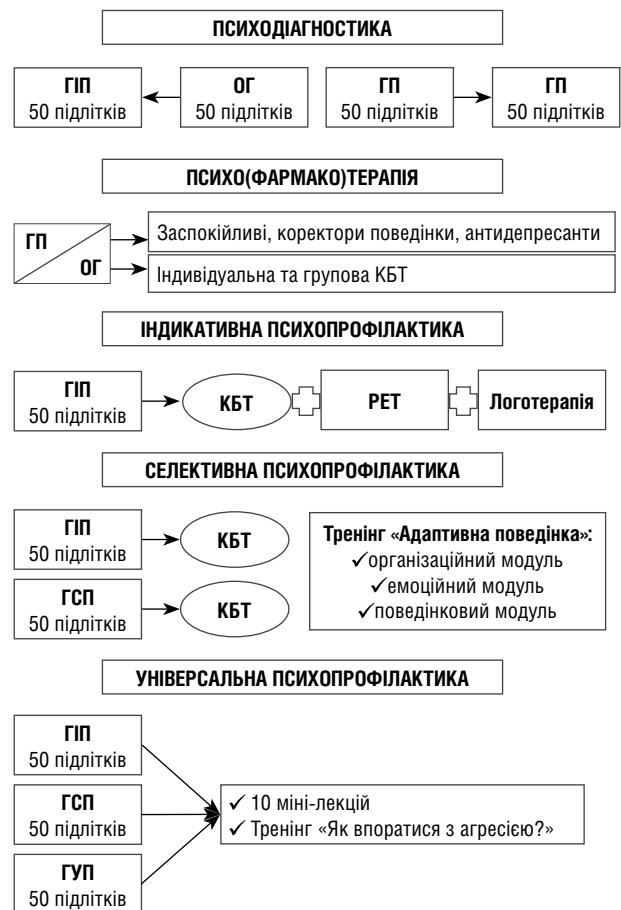 ПСИХОДІАГНОСТИКА
ГІП
50 підлітків
ОГ
50 підлітків
ГП
50 підлітків
ГП
50 підлітків
ПСИХО(ФАРМАКО)ТЕРАПІЯ
ГП
ОГ
Заспокійливі, коректори поведінки, антидепресанти
Індивідуальна та групова КБТ
ІНДИКАТИВНА ПСИХОПРОФІЛАКТИКА
ГІП
50 підлітків
КБТ
РЕТ
Логотерапія
СЕЛЕКТИВНА ПСИХОПРОФІЛАКТИКА
ГІП
50 підлітків
КБТ
ГСП
50 підлітків
КБТ
Тренінг «Адаптивна поведінка»:
✓організаційний модуль
✓емоційний модуль
✓поведінковий модуль
УНІВЕРСАЛЬНА ПСИХОПРОФІЛАКТИКА
ГІП
50 підлітків
ГСП
50 підлітків
ГУП
50 підлітків
✓ 10 міні-лекцій
✓ Тренінг «Як впоратися з агресією?»